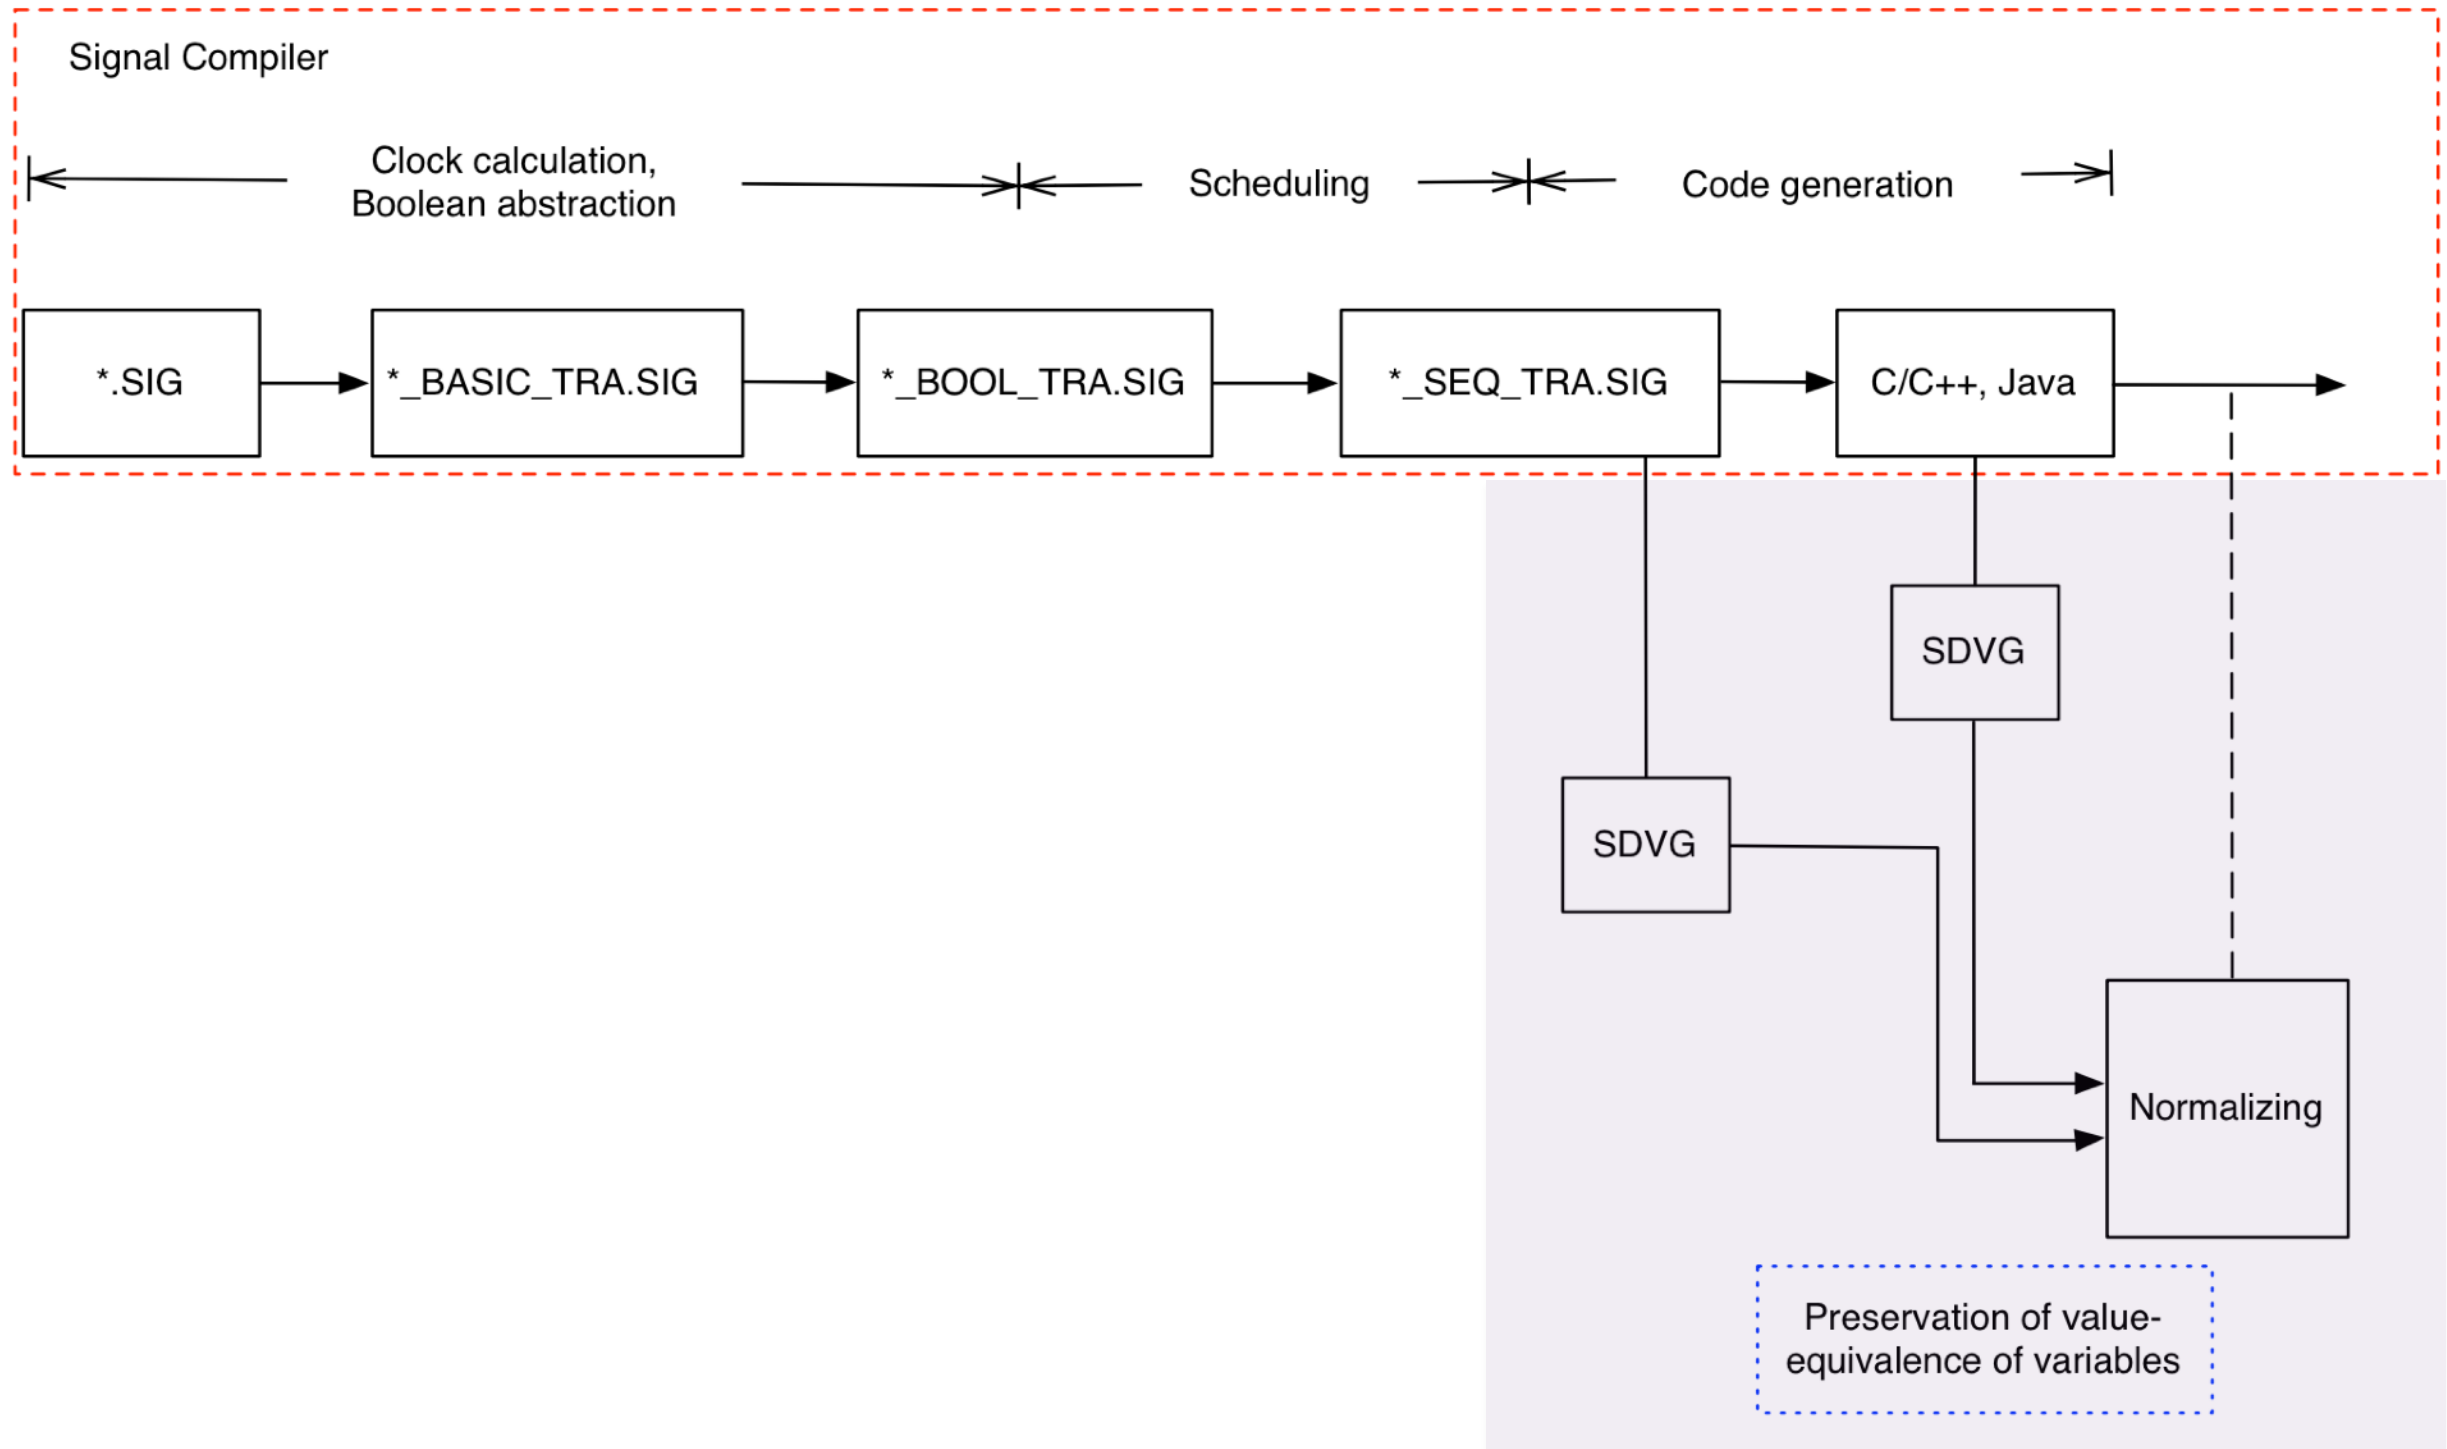 Signal Compiler
Clock calculation,
Boolean abstraction
Scheduling
Code generation
*.SIG
*_BASIC_TRA.SIG
*_BOOL_TRA.SIG
*_SEQ_TRA.SIG
C/C++, Java
SDVG
SDVG
Normalizing
Preservation of value-
equivalence of variables